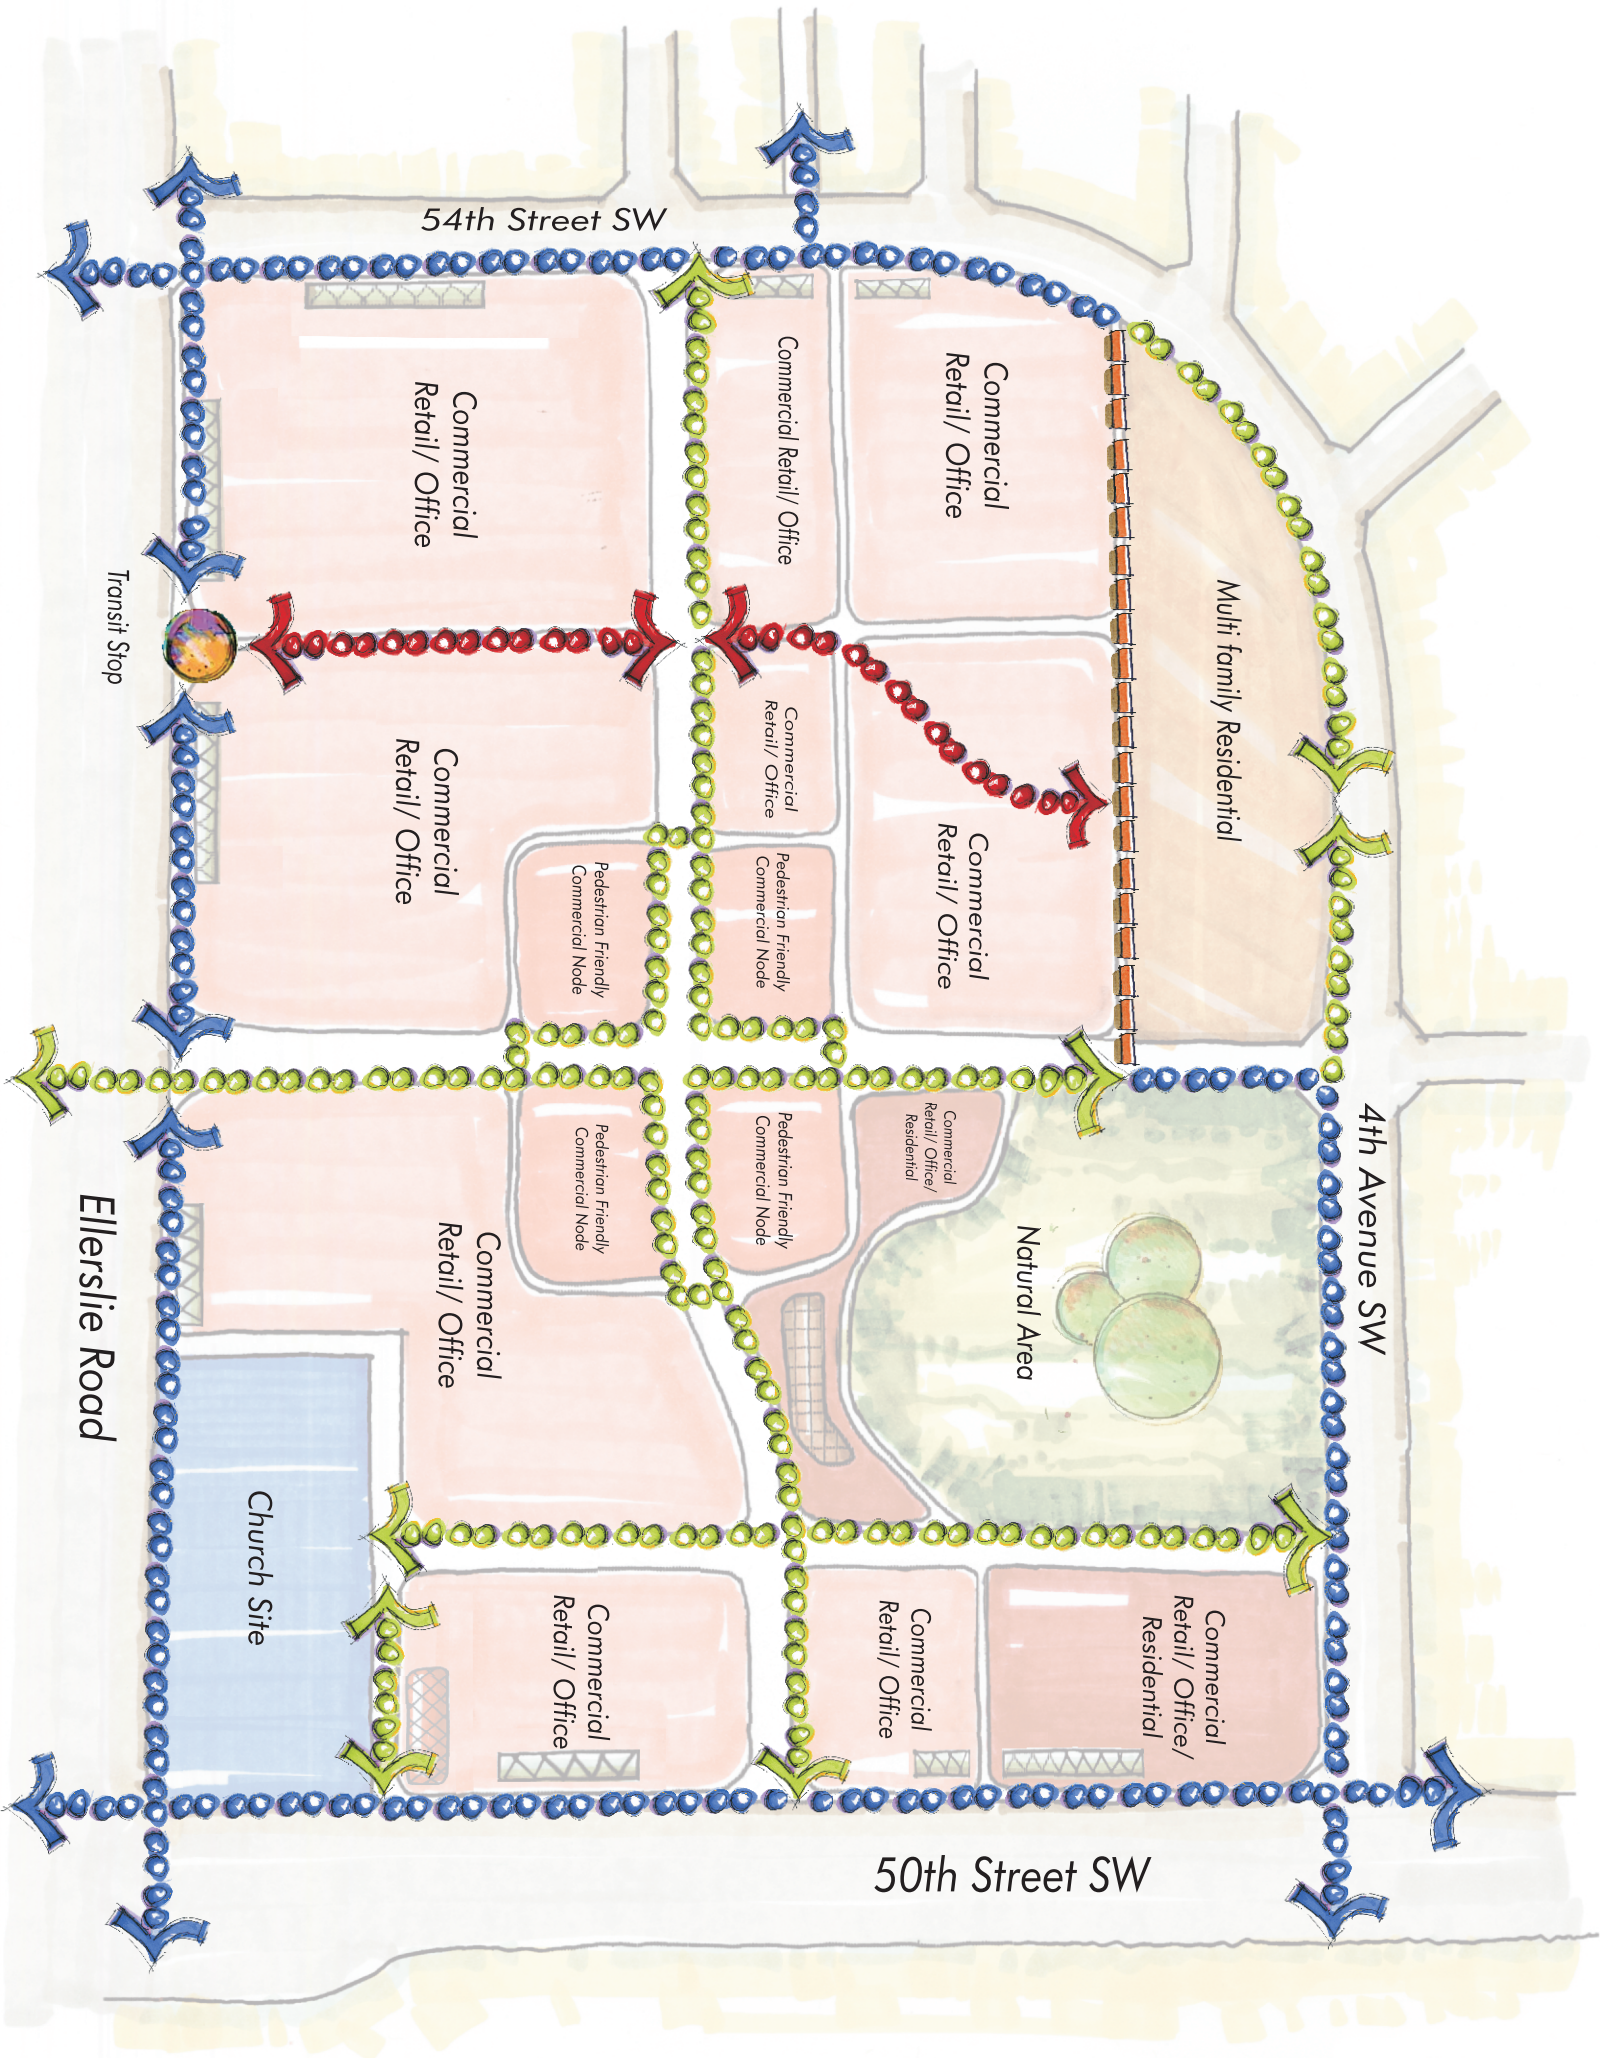 54th Street SW
Commercial
Retail/ Office
Commercial Retail/ Office
Commercial
Retail/ Office
Multi family Residential
Transit Stop
Commercial
Retail/ Office
Commercial
Retail/ Office
Commercial
Retail/ Office
Pedestrian Friendly
Commercial Node
Pedestrian Friendly
Commercial Node
4th Avenue SW
Pedestrian Friendly
Commercial Node
Pedestrian Friendly
Commercial Node
Commercial
Retail/ Office/
Residential
Natural Area
Ellerslie Road
Commercial
Retail/ Office
Church Site
Commercial
Retail/ Office
Commercial
Retail/ Office
Commercial
Retail/ Office/
Residential
50th Street SW